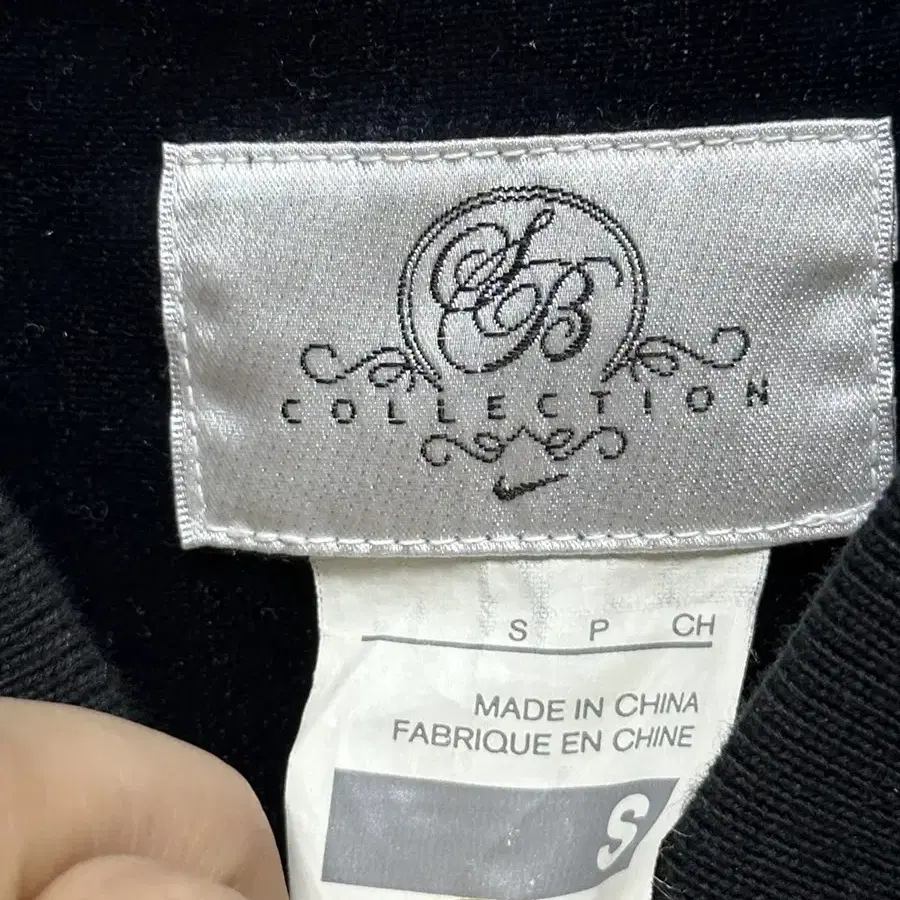 SB
COLLECTION
S P CH
MADE IN CHINA
FABRIQUE EN CHINE
S